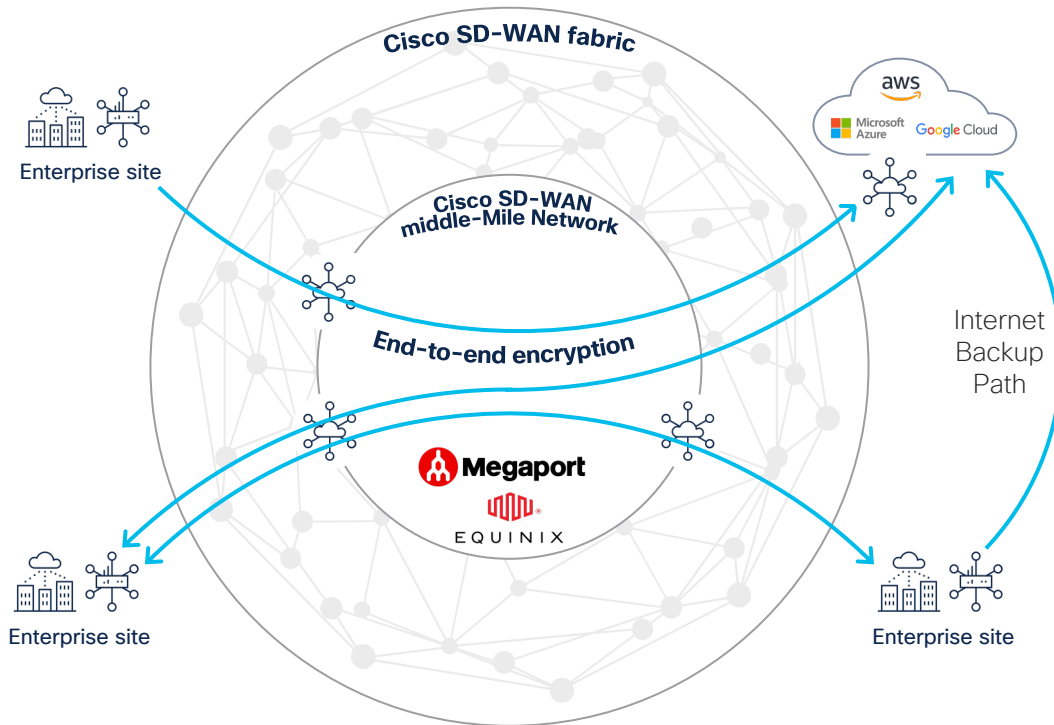 Cisco SD-WAN fabric
aws
Microsoft
Azure
Google Cloud
Enterprise site
Cisco SD-WAN
middle-Mile Network
End-to-end encryption
Internet
Backup
Path
Megaport
EQUINIX
Enterprise site
Enterprise site